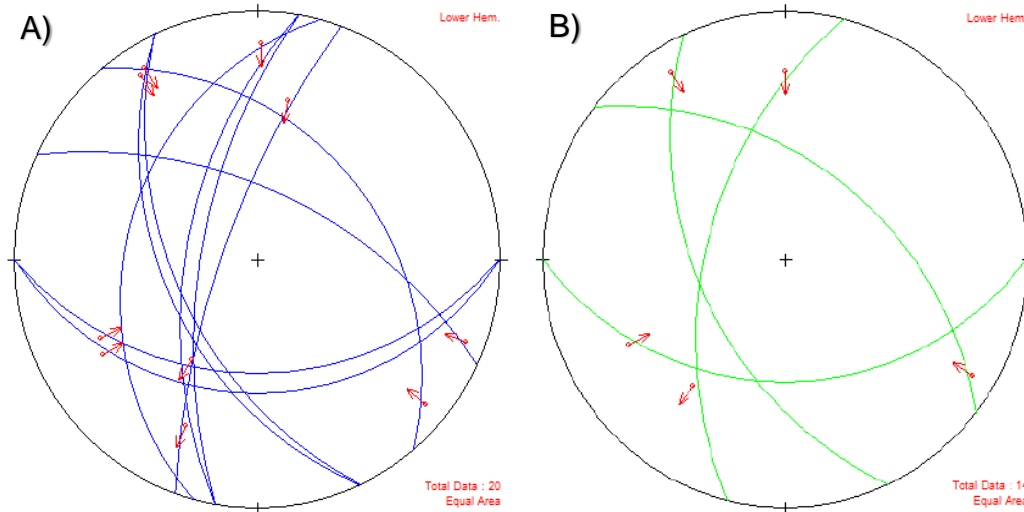 A)
Lower Hem.
Total Data : 20
Equal Area
B)
Lower Hem.
Total Data : 14
Equal Area